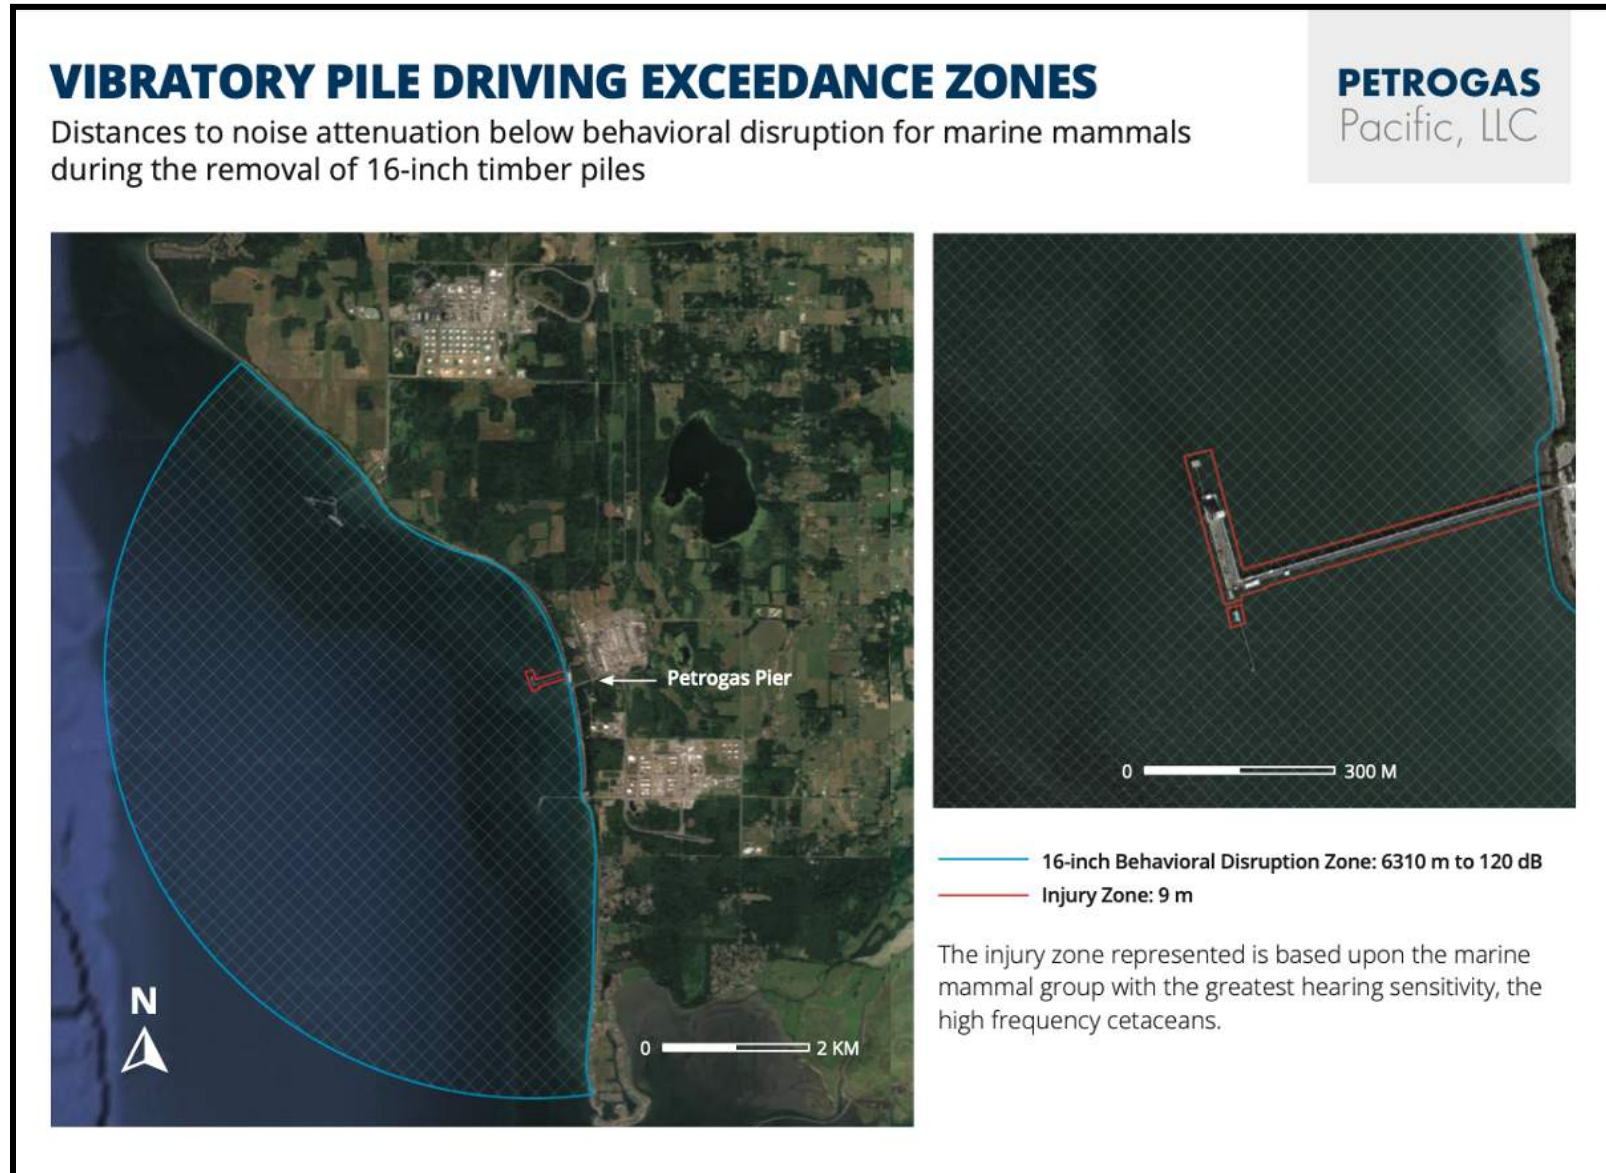 VIBRATORY PILE DRIVING EXCEEDANCE ZONES
Distances to noise attenuation below behavioral disruption for marine mammals
during the removal of 16-inch timber piles
PETROGAS
Pacific, LLC
Petrogas Pier
N
0 2 KM
0 300 M
16-inch Behavioral Disruption Zone: 6310 m to 120 dB
Injury Zone: 9 m
The injury zone represented is based upon the marine
mammal group with the greatest hearing sensitivity, the
high frequency cetaceans.